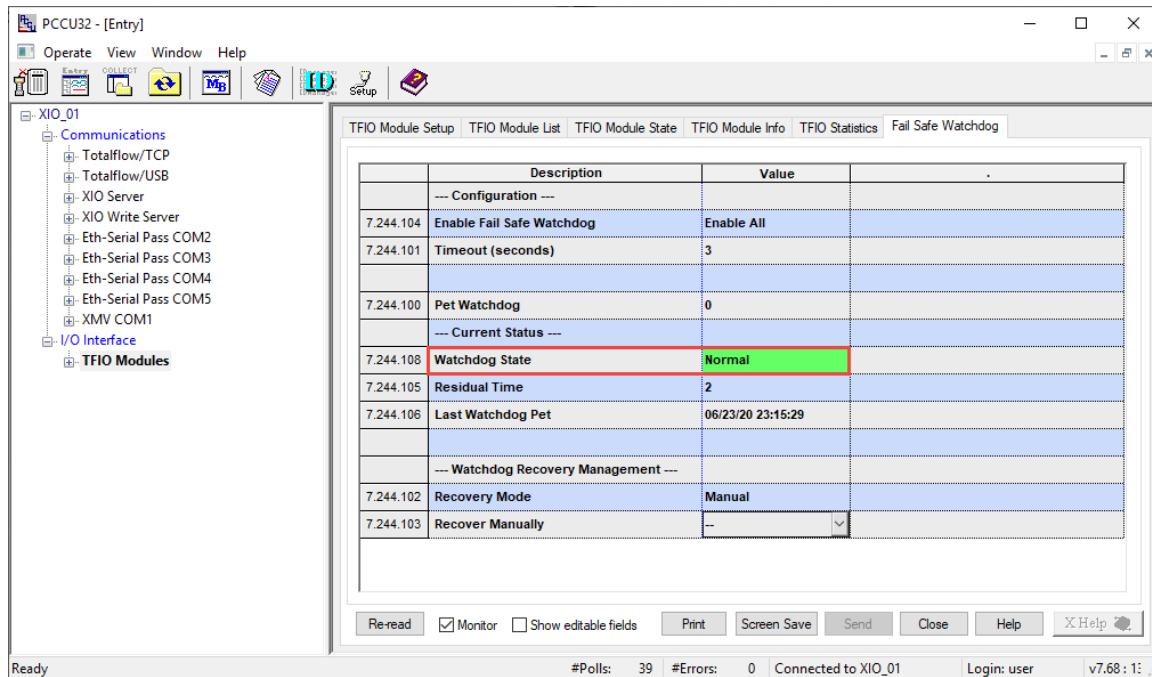 PCCU32 - [Entry]
Operate View Window Help
Entry COLLECT MB ID Setup
XIO_01
Communications
Totalflow/TCP
Totalflow/USB
XIO Server
XIO Write Server
Eth-Serial Pass COM2
Eth-Serial Pass COM3
Eth-Serial Pass COM4
Eth-Serial Pass COM5
XMV COM1
I/O Interface
TFIO Modules
TFIO Module Setup TFIO Module List TFIO Module State TFIO Module Info TFIO Statistics Fail Safe Watchdog
Description Value .
--- Configuration ---
7.244.104 Enable Fail Safe Watchdog Enable All
7.244.101 Timeout (seconds) 3
7.244.100 Pet Watchdog 0
--- Current Status ---
7.244.108 Watchdog State Normal
7.244.105 Residual Time 2
7.244.106 Last Watchdog Pet 06/23/20 23:15:29
--- Watchdog Recovery Management ---
7.244.102 Recovery Mode Manual
7.244.103 Recover Manually --
Re-read Monitor Show editable fields Print Screen Save Send Close Help X Help
Ready #Polls: 39 #Errors: 0 Connected to XIO_01 Login: user v7.68 :